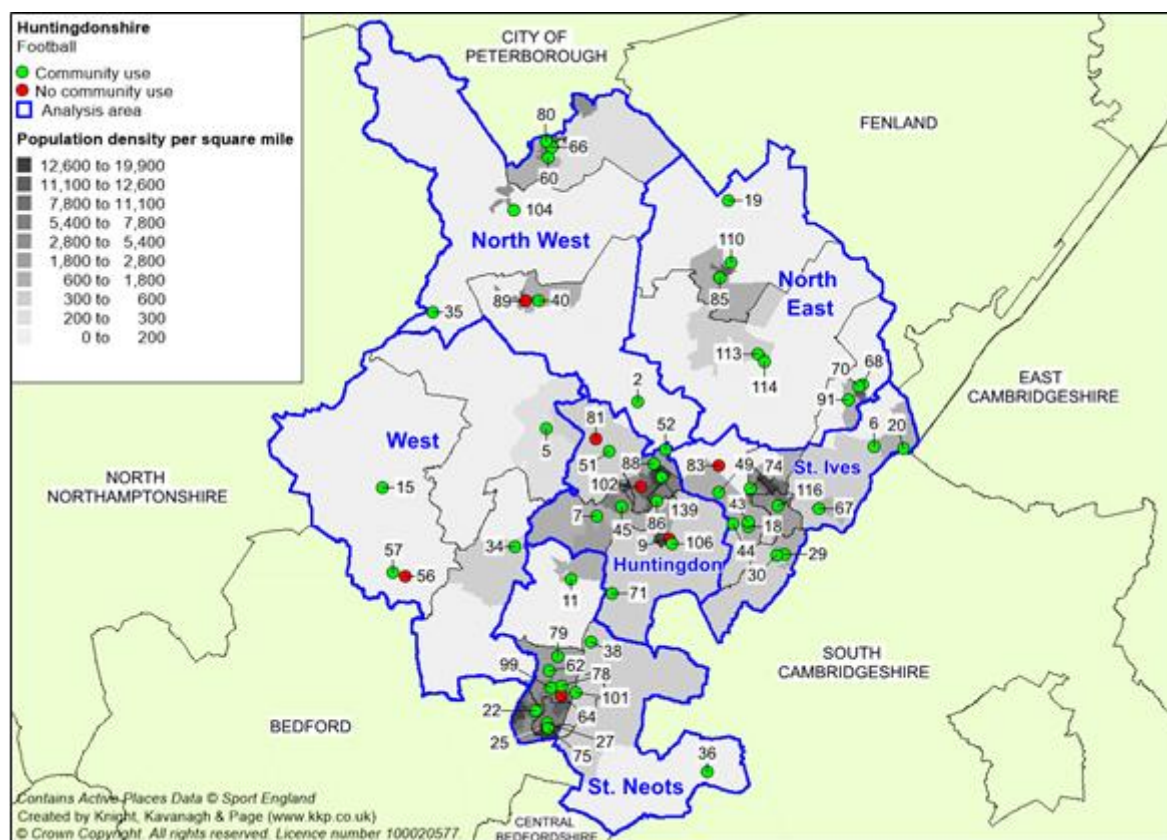 Huntingdonshire
Football
Community use
No community use
Analysis area
Population density per square mile
12,600 to 19,900
11,100 to 12,600
7,800 to 11,100
5,400 to 7,800
2,800 to 5,400
1,800 to 2,800
600 to 1,800
300 to 600
200 to 300
0 to 200
CITY OF
PETERBOROUGH
FENLAND
80
66
60
19
104
North West
110
85
North
East
89
40
35
113
114
EAST
CAMBRIDGESHIRE
70
68
91
2
81
52
6
20
West
5
51
88
83
49
74
St. Ives
NORTH
NORTHAMPTONSHIRE
15
102
116
7
45
86
139
43
18
67
9
106
44
34
Huntingdon
30
29
57
56
11
71
79
38
SOUTH
CAMBRIDGESHIRE
99
62
78
101
BEDFORD
22
64
25
27
75
36
St. Neots
Contains Active Places Data © Sport England
Created by Knight, Kavanagh & Page (www.kkp.co.uk)
© Crown Copyright. All rights reserved. Licence number 100020577.
CENTRAL
BEDFORDSHIRE